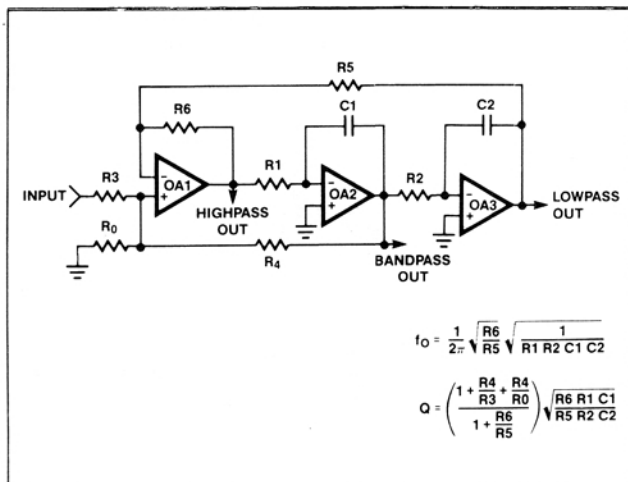 R5
R6
C1
C2
INPUT
R3
−
OA1
+
R1
−
OA2
+
R2
−
OA3
+
LOWPASS
OUT
HIGHPASS
OUT
R0
R4
BANDPASS
OUT
fO = 1/2π √(R6/R5) √(1/(R1 R2 C1 C2))
Q = ((1 + R4/R3 + R4/R0)/(1 + R6/R5)) √(R6 R1 C1/(R5 R2 C2))